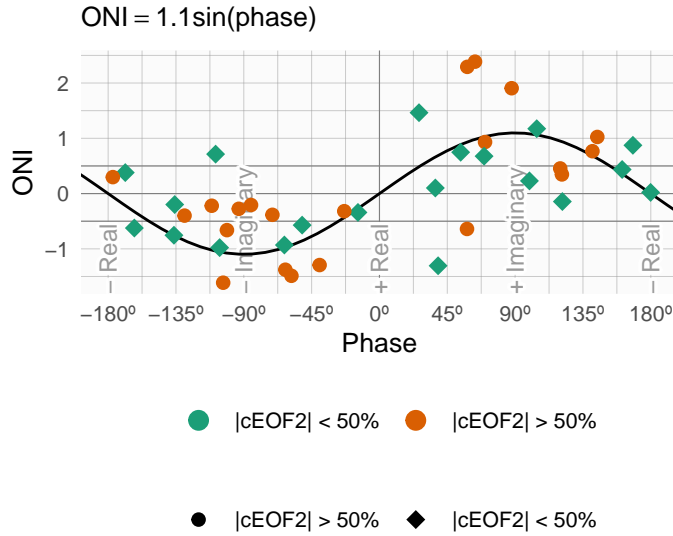 ONI = 1.1sin(phase)
ONI
2
1
0
−1
− Real
− Imaginary
+ Real
+ Imaginary
− Real
−180º −135º −90º −45º 0º 45º 90º 135º 180º
Phase
|cEOF2| < 50% |cEOF2| > 50%
|cEOF2| > 50% |cEOF2| < 50%